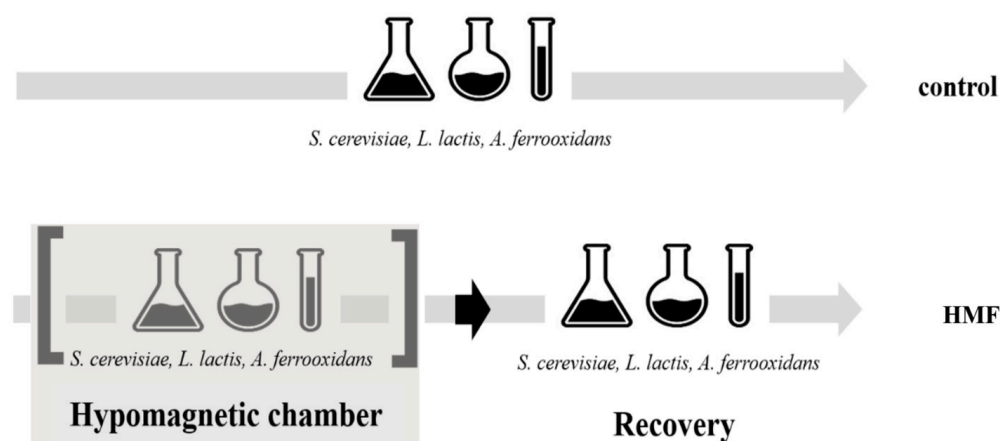 control
S. cerevisiae, L. lactis, A. ferrooxidans
HMF
S. cerevisiae, L. lactis, A. ferrooxidans
S. cerevisiae, L. lactis, A. ferrooxidans
Hypomagnetic chamber
Recovery